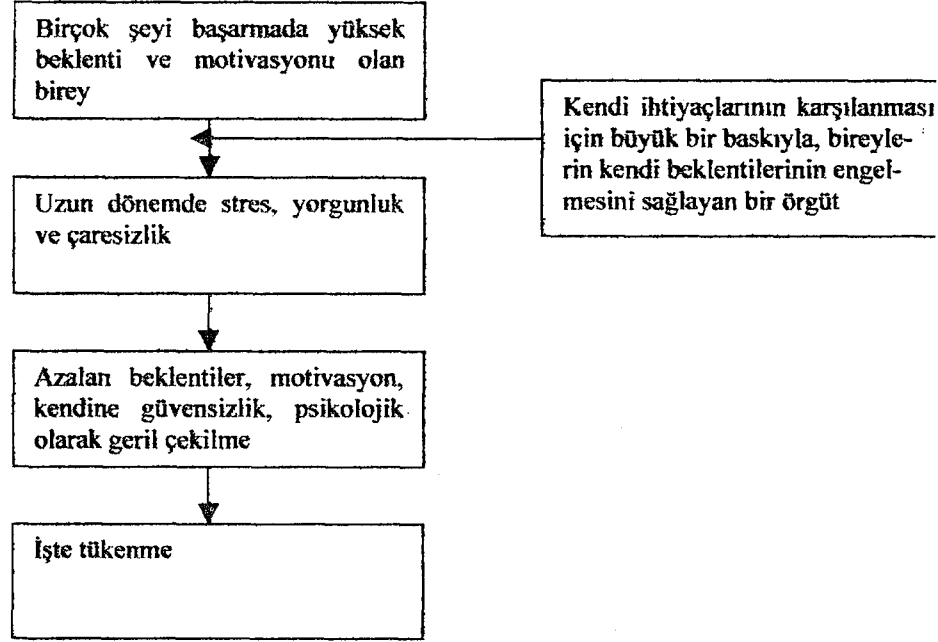 Birçok şeyi başarmada yüksek
beklenti ve motivasyonu olan
birey
Kendi ihtiyaçlarının karşılanması
için büyük bir baskıyla, bireyle-
rin kendi beklentilerinin engel-
mesini sağlayan bir örgüt
Uzun dönemde stres, yorgunluk
ve çaresizlik
Azalan beklentiler, motivasyon,
kendine güvensizlik, psikolojik
olarak geril çekilme
İşte tükenme